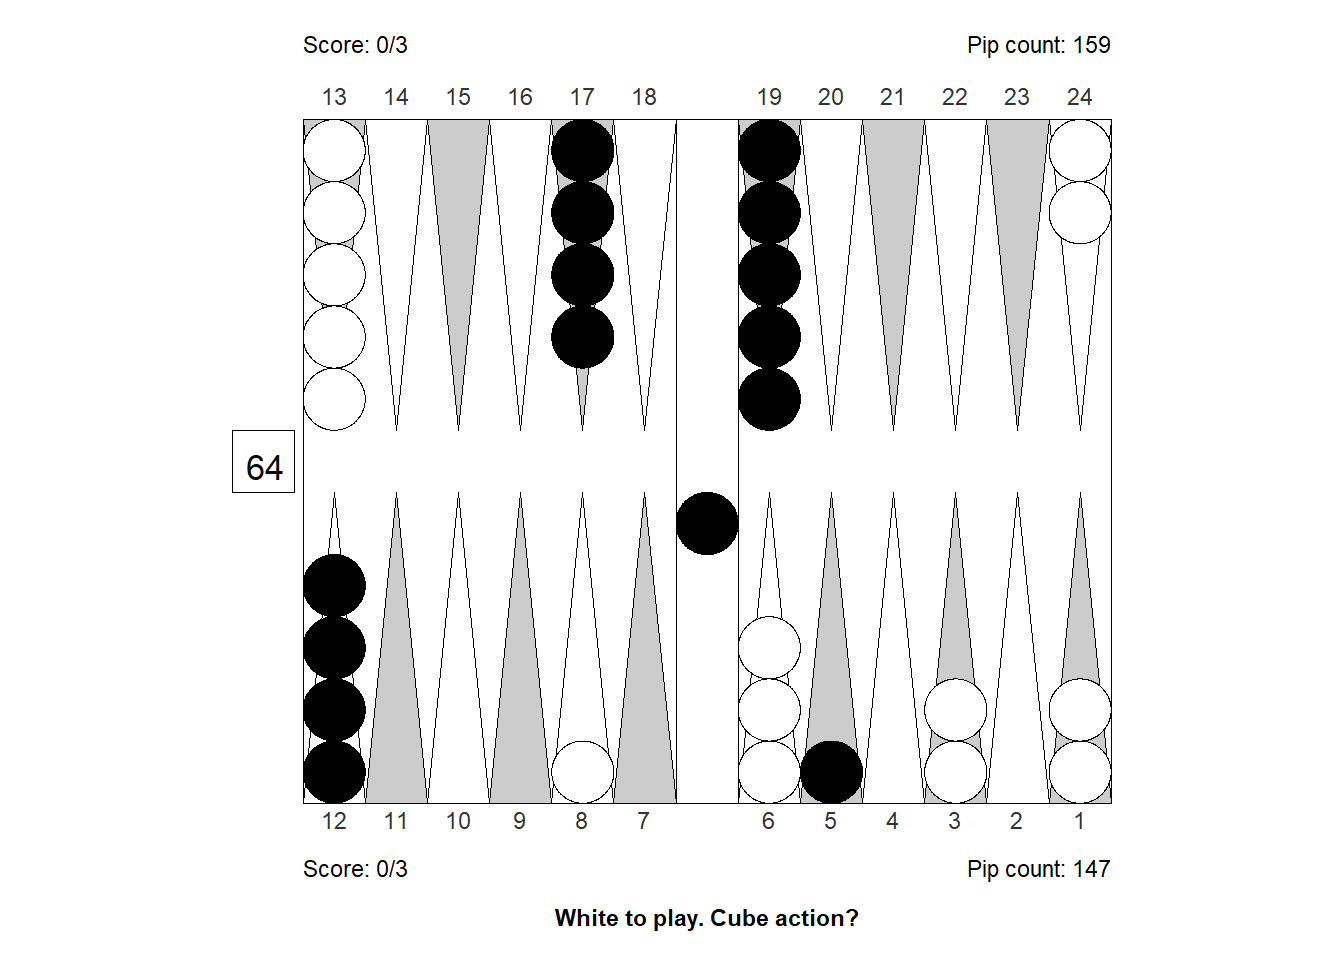 Score: 0/3 Pip count: 159
13 14 15 16 17 18 19 20 21 22 23 24
64
12 11 10 9 8 7 6 5 4 3 2 1
Score: 0/3 Pip count: 147
White to play. Cube action?